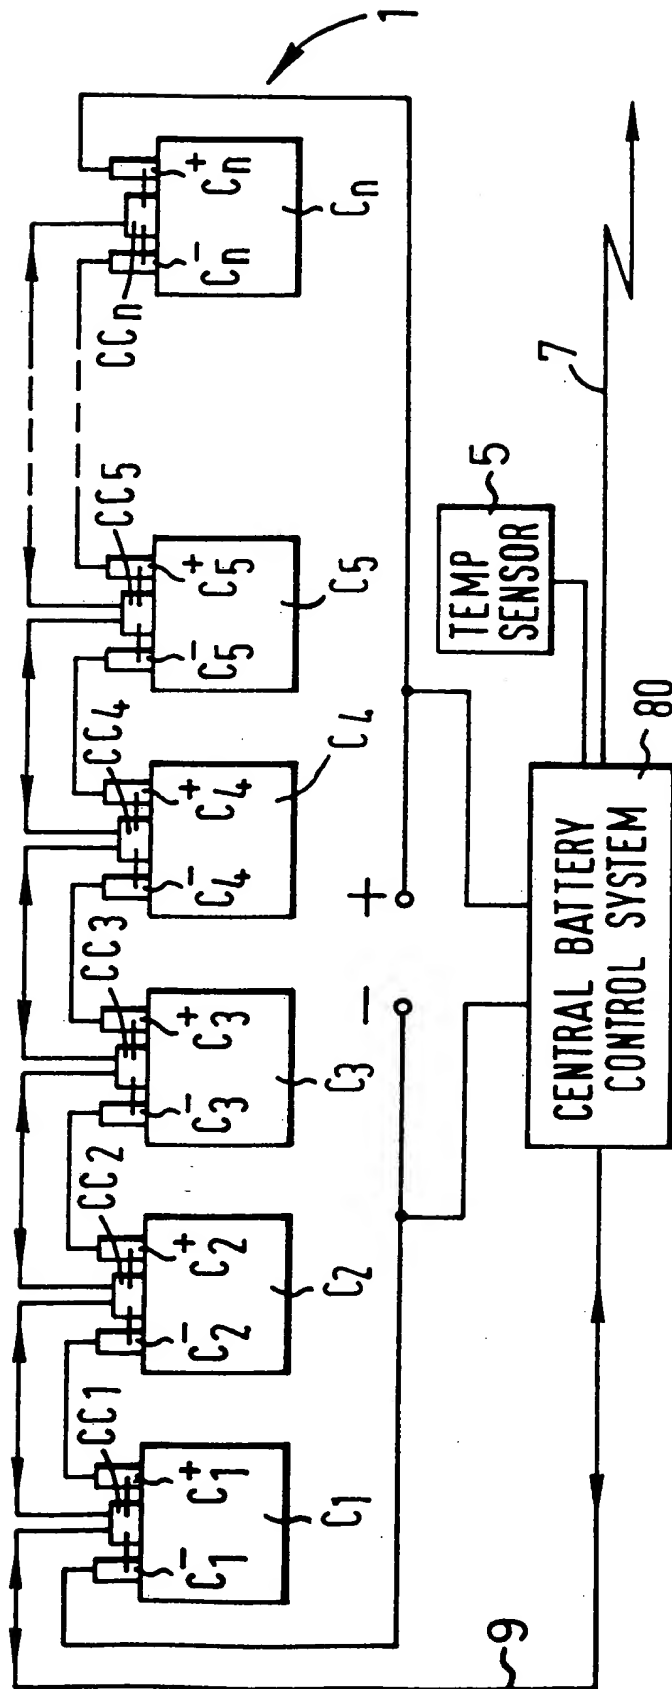 1
CC1
CC2
CC3
CC4
CC5
CCn
C1-
C1+
C2-
C2+
C3-
C3+
C4-
C4+
C5-
C5+
Cn-
Cn+
C1
C2
C3
C4
C5
Cn
-
+
TEMP
SENSOR
5
7
9
CENTRAL BATTERY
CONTROL SYSTEM
80